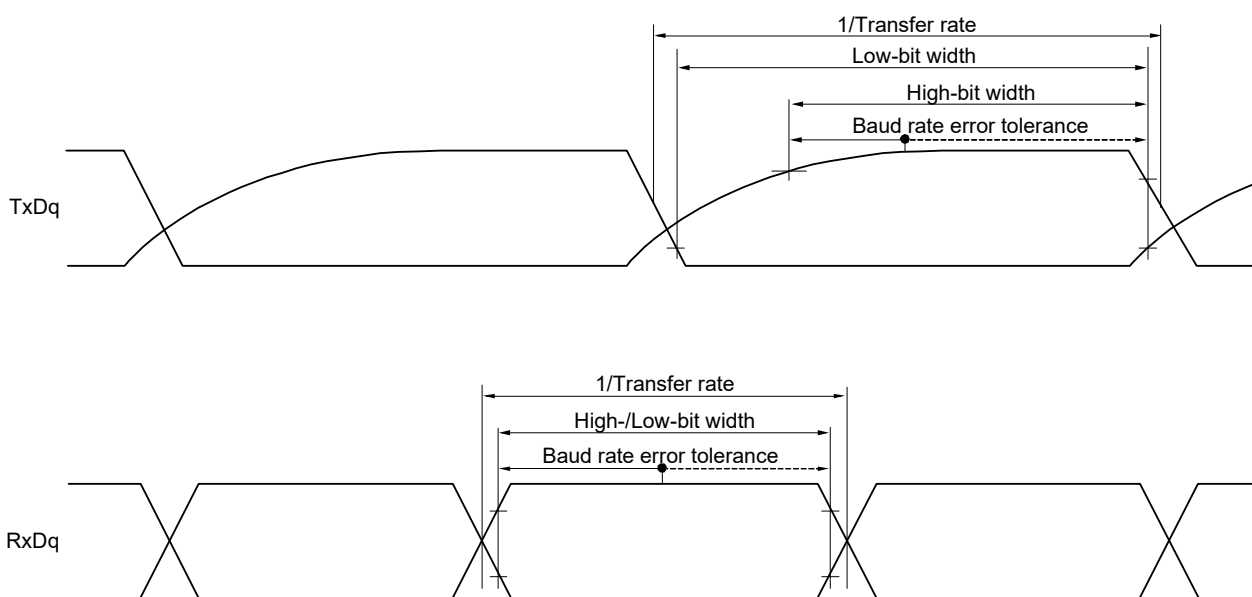 1/Transfer rate
Low-bit width
High-bit width
Baud rate error tolerance
TxDq
1/Transfer rate
High-/Low-bit width
Baud rate error tolerance
RxDq